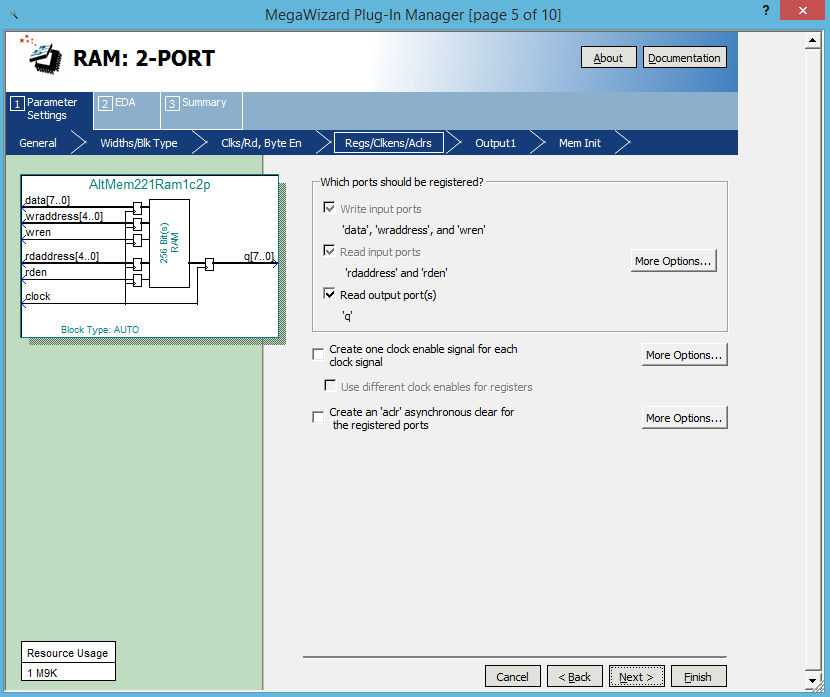 MegaWizard Plug-In Manager [page 5 of 10]
?
RAM: 2-PORT
About
Documentation
1 Parameter Settings
2 EDA
3 Summary
General
Widths/Blk Type
Clks/Rd, Byte En
Regs/Clkens/Aclrs
Output1
Mem Init
AltMem221Ram1c2p
data[7..0]
wraddress[4..0]
wren
rdaddress[4..0]
rden
clock
256 Bit(s)
RAM
q[7..0]
Block Type: AUTO
Which ports should be registered?
Write input ports
'data', 'wraddress', and 'wren'
Read input ports
'rdaddress' and 'rden'
More Options...
Read output port(s)
'q'
Create one clock enable signal for each
clock signal
More Options...
Use different clock enables for registers
Create an 'aclr' asynchronous clear for
the registered ports
More Options...
Resource Usage
1 M9K
Cancel
< Back
Next >
Finish